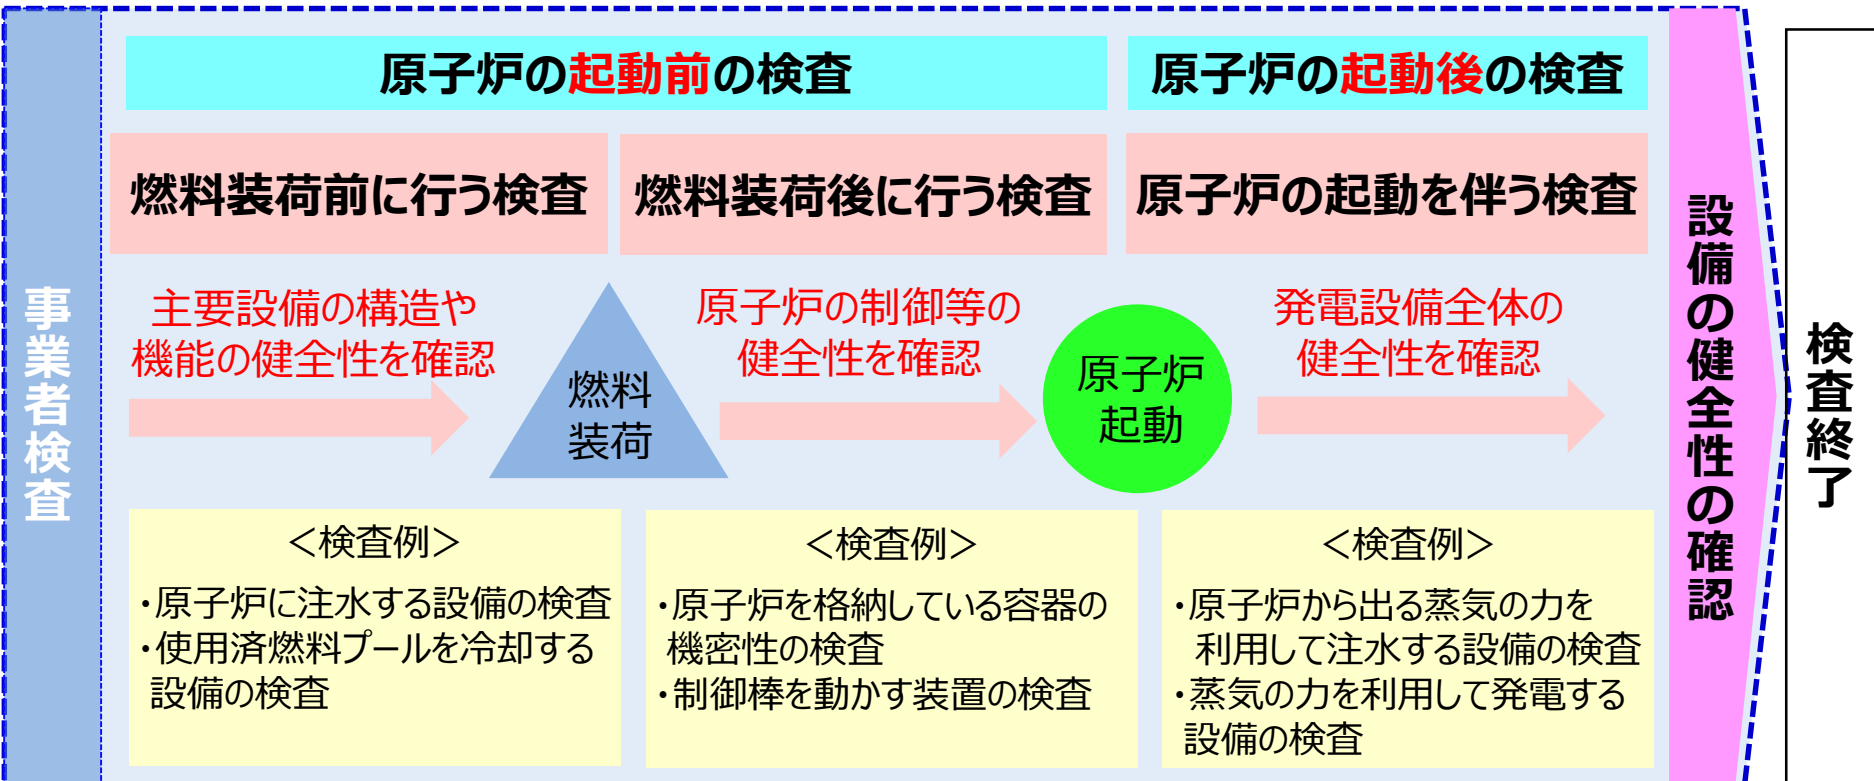 事業者検査
原子炉の起動前の検査
原子炉の起動後の検査
燃料装荷前に行う検査
燃料装荷後に行う検査
原子炉の起動を伴う検査
主要設備の構造や
機能の健全性を確認
燃料
装荷
原子炉の制御等の
健全性を確認
原子炉
起動
発電設備全体の
健全性を確認
＜検査例＞
・原子炉に注水する設備の検査
・使用済燃料プールを冷却する
設備の検査
＜検査例＞
・原子炉を格納している容器の
機密性の検査
・制御棒を動かす装置の検査
＜検査例＞
・原子炉から出る蒸気の力を
利用して注水する設備の検査
・蒸気の力を利用して発電する
設備の検査
設備の健全性の確認
検査終了